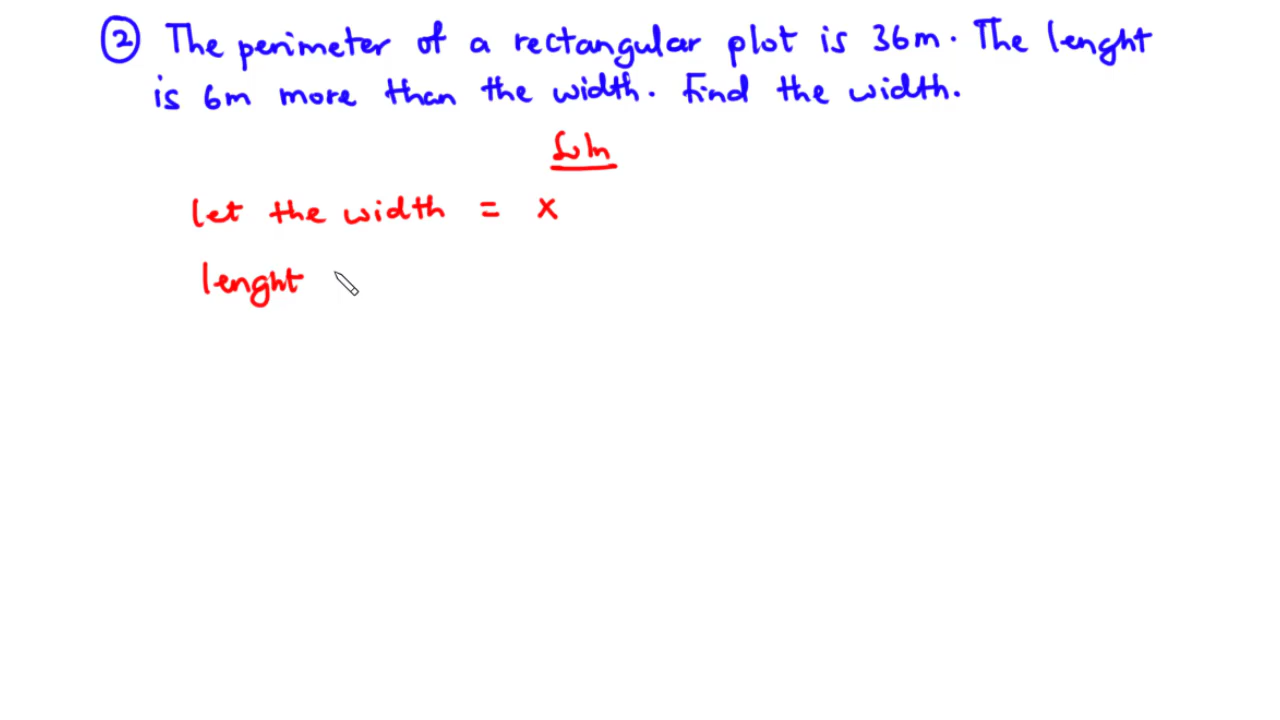 ② The perimeter of a rectangular plot is 36m. The lenght
is 6m more than the width. Find the width.
Soln
let the width = x
lenght